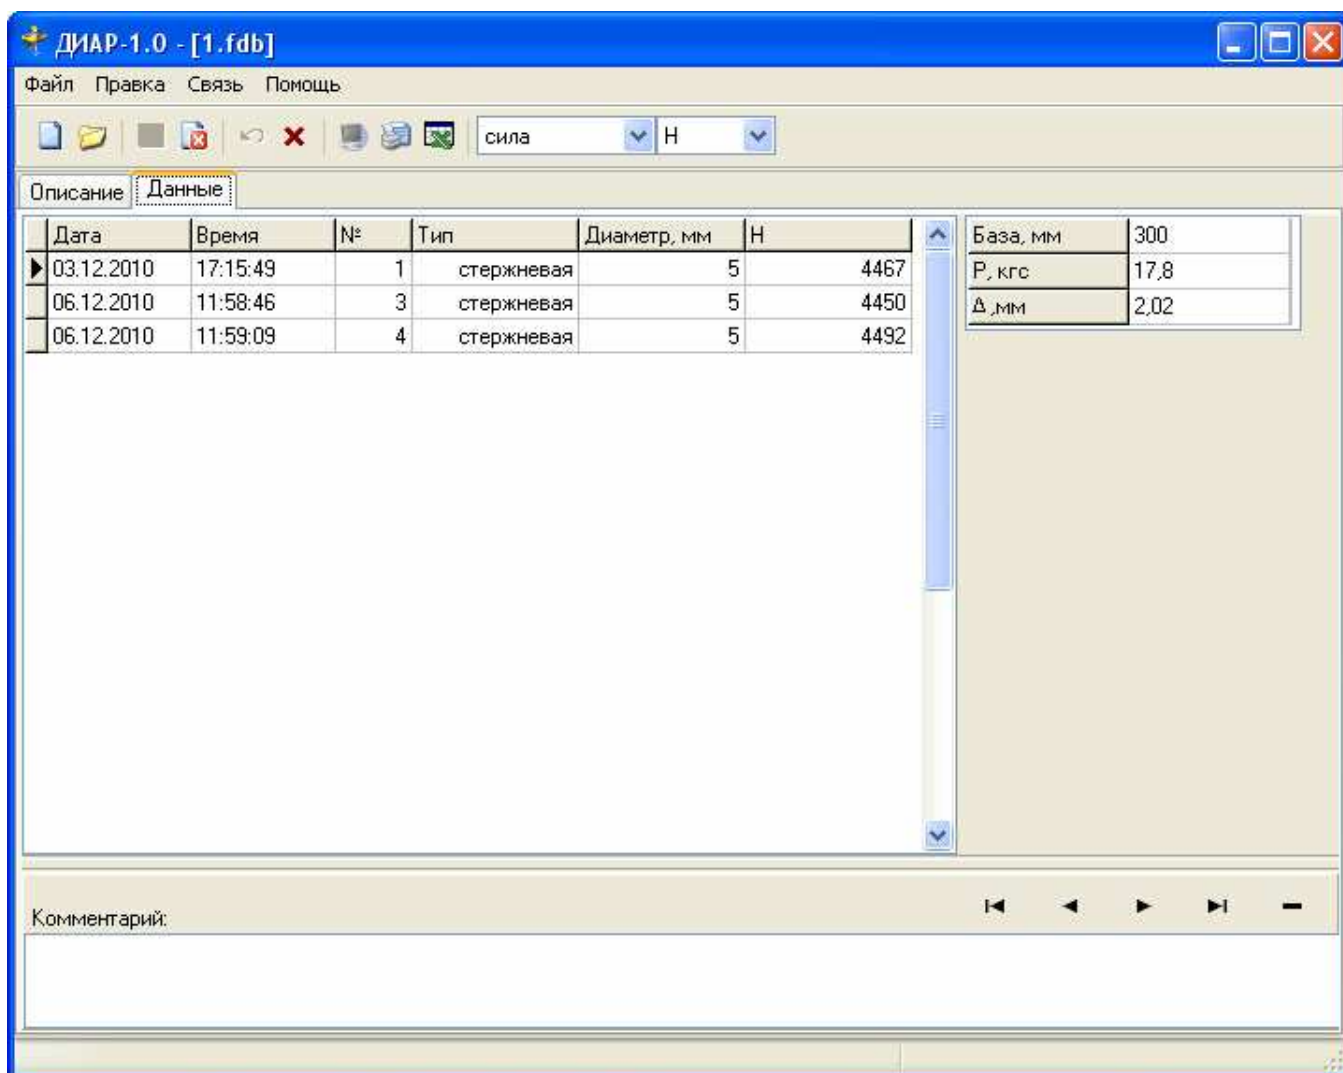 ДИАР-1.0 - [1.fdb]
Файл Правка Связь Помощь
сила Н
Описание Данные
Дата Время № Тип Диаметр, мм Н
03.12.2010 17:15:49 1 стержневая 5 4467
06.12.2010 11:58:46 3 стержневая 5 4450
06.12.2010 11:59:09 4 стержневая 5 4492
База, мм 300
Р, кгс 17,8
Δ ,мм 2,02
Комментарий: